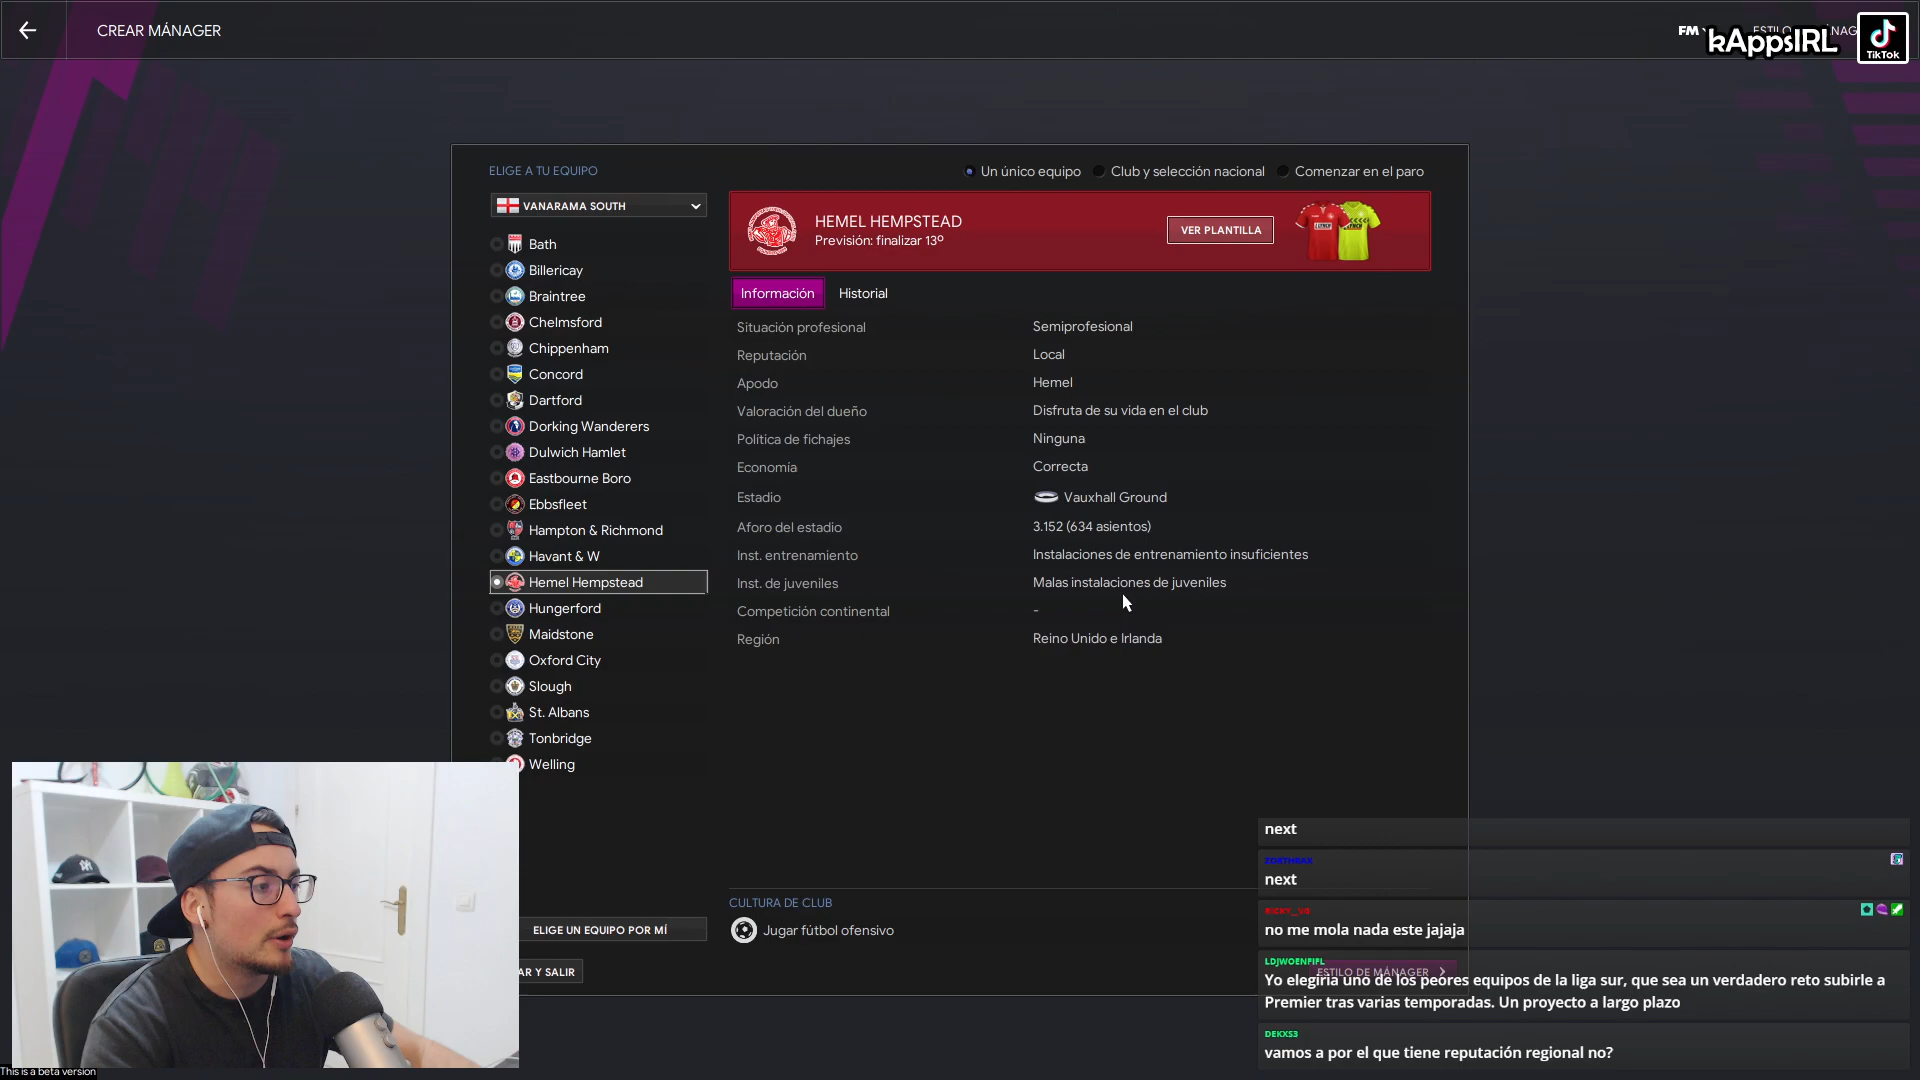 CREAR MÁNAGER
FM
kAppsIRL
TikTok
ELIGE A TU EQUIPO
Un único equipo
Club y selección nacional
Comenzar en el paro
VANARAMA SOUTH
Bath
Billericay
Braintree
Chelmsford
Chippenham
Concord
Dartford
Dorking Wanderers
Dulwich Hamlet
Eastbourne Boro
Ebbsfleet
Hampton & Richmond
Havant & W
Hemel Hempstead
Hungerford
Maidstone
Oxford City
Slough
St. Albans
Tonbridge
Welling
HEMEL HEMPSTEAD
Previsión: finalizar 13º
VER PLANTILLA
Información
Historial
Situación profesional Semiprofesional
Reputación Local
Apodo Hemel
Valoración del dueño Disfruta de su vida en el club
Política de fichajes Ninguna
Economía Correcta
Estadio Vauxhall Ground
Aforo del estadio 3.152 (634 asientos)
Inst. entrenamiento Instalaciones de entrenamiento insuficientes
Inst. de juveniles Malas instalaciones de juveniles
Competición continental -
Región Reino Unido e Irlanda
CULTURA DE CLUB
Jugar fútbol ofensivo
ELIGE UN EQUIPO POR MÍ
AR Y SALIR
ESTILO DE MÁNAGER
next
next
RICKY_VG
no me mola nada este jajaja
LDJWOENFIFL
Yo elegiria uno de los peores equipos de la liga sur, que sea un verdadero reto subirle a
Premier tras varias temporadas. Un proyecto a largo plazo
DEKXS3
vamos a por el que tiene reputación regional no?
This is a beta version